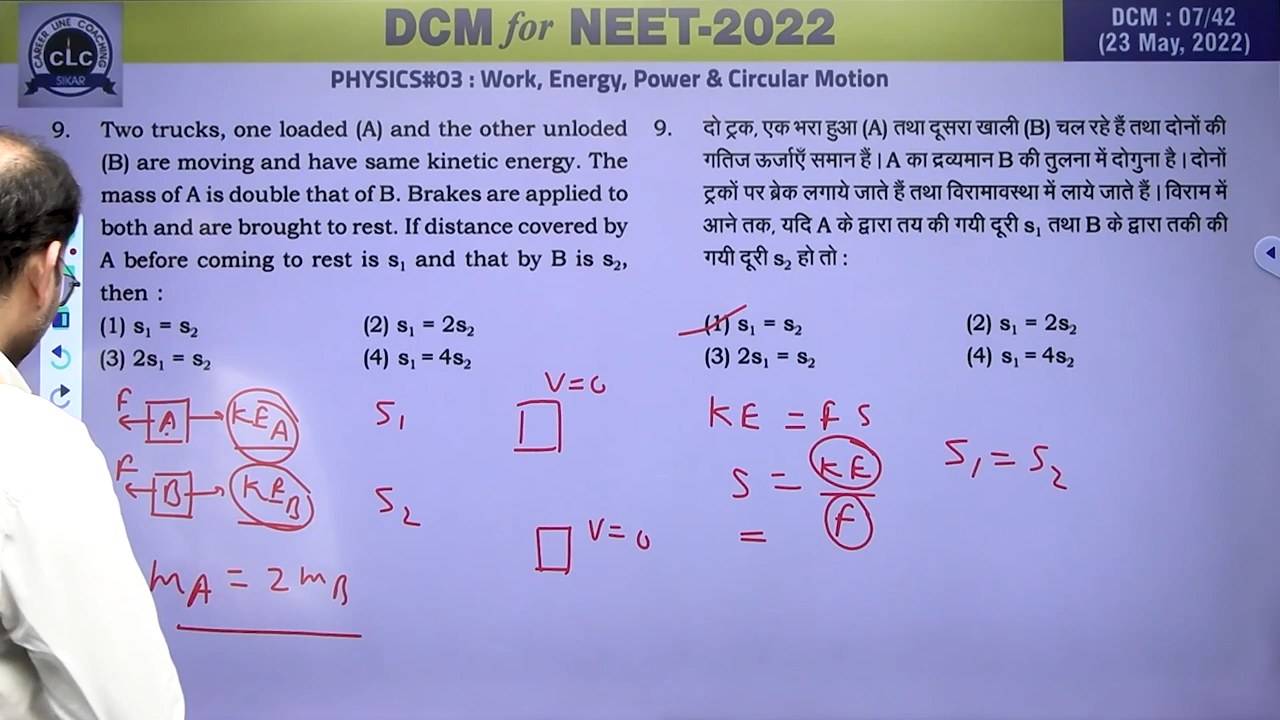 CAREER LINE COACHING
CLC
SIKAR
DCM for NEET-2022
DCM : 07/42
(23 May, 2022)
PHYSICS#03 : Work, Energy, Power & Circular Motion
9. Two trucks, one loaded (A) and the other unloded
(B) are moving and have same kinetic energy. The
mass of A is double that of B. Brakes are applied to
both and are brought to rest. If distance covered by
A before coming to rest is s₁ and that by B is s₂,
then :
(1) s₁ = s₂ (2) s₁ = 2s₂
(3) 2s₁ = s₂ (4) s₁ = 4s₂
9. दो ट्रक, एक भरा हुआ (A) तथा दूसरा खाली (B) चल रहे हैं तथा दोनों की
गतिज ऊर्जाएँ समान हैं। A का द्रव्यमान B की तुलना में दोगुना है। दोनों
ट्रकों पर ब्रेक लगाये जाते हैं तथा विरामावस्था में लाये जाते हैं। विराम में
आने तक, यदि A के द्वारा तय की गयी दूरी s₁ तथा B के द्वारा तकी की
गयी दूरी s₂ हो तो :
(1) s₁ = s₂ (2) s₁ = 2s₂
(3) 2s₁ = s₂ (4) s₁ = 4s₂
F A KE_A S₁
F B KE_B S₂
m_A = 2 m_B
V=0
V=0
KE = F S
S = KE / F
=
S₁ = S₂